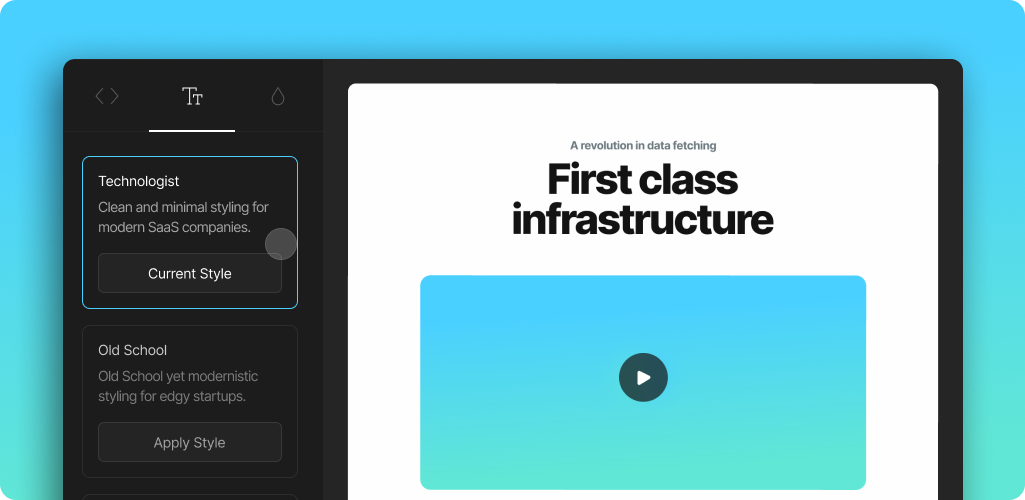 Technologist
Clean and minimal styling for
modern SaaS companies.
Current Style
Old School
Old School yet modernistic
styling for edgy startups.
Apply Style
A revolution in data fetching
First class
infrastructure